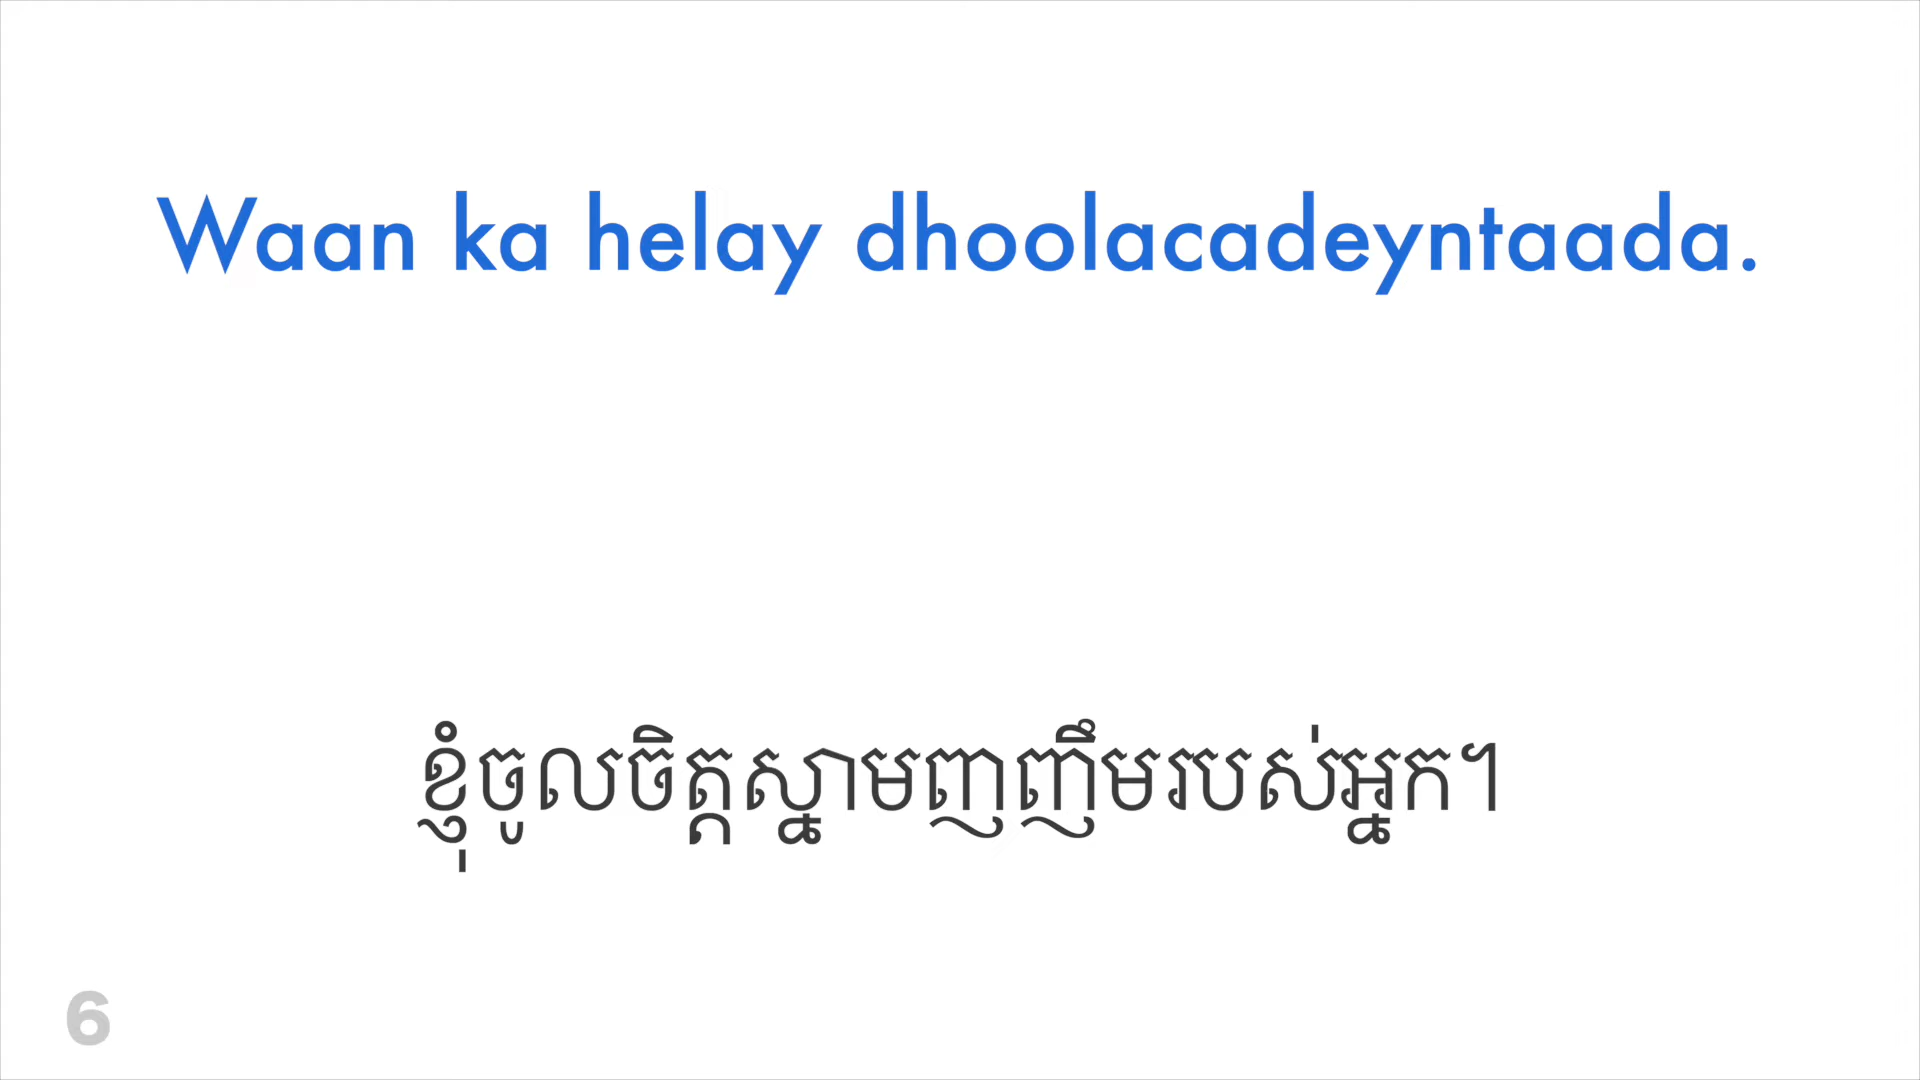 Waan ka helay dhoolacadeyntaada.
ខ្ញុំចូលចិត្តស្នាមញញឹមរបស់អ្នក។
6